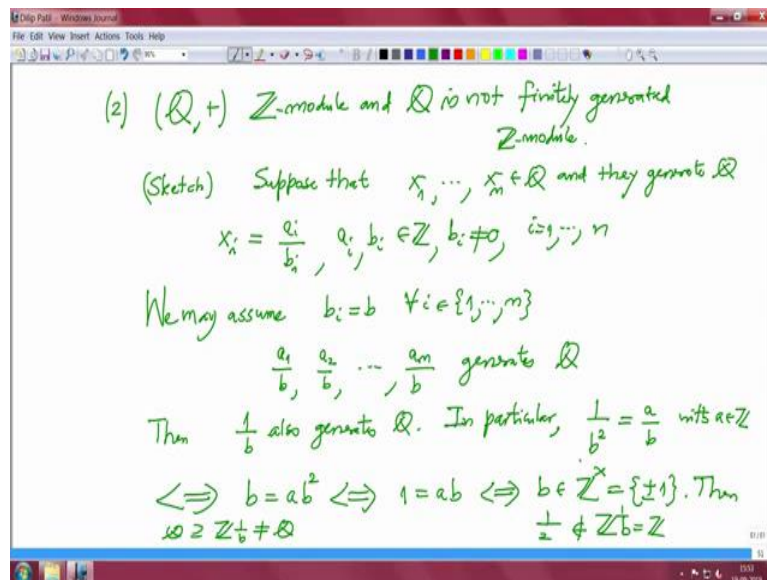 Dilip Patil - Windows Journal
File Edit View Insert Actions Tools Help
(2) (ℚ,+) ℤ-module and ℚ is not finitely generated
ℤ-module.
(Sketch) Suppose that x₁, ..., xₙ ∈ ℚ and they generate ℚ
xᵢ = aᵢ/bᵢ, aᵢ, bᵢ ∈ ℤ, bᵢ ≠ 0, i=1, ..., n
We may assume bᵢ = b ∀ i ∈ {1, ..., n}
a₁/b, a₂/b, ..., aₙ/b generates ℚ
Then 1/b also generates ℚ. In particular, 1/b² = a/b with a ∈ ℤ
⟺ b = ab² ⟺ 1 = ab ⟺ b ∈ ℤ^× = {±1}. Then
ℤ 1/b ≠ ℚ 1/2 ∉ ℤ 1/b = ℤ